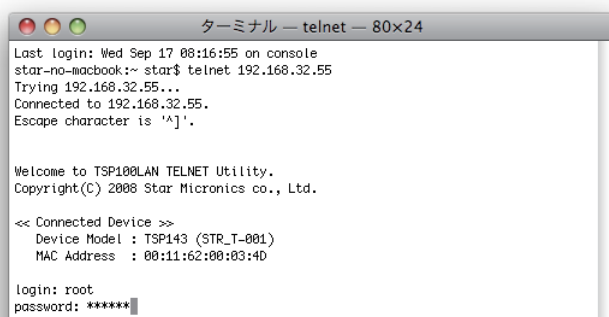 ターミナル — telnet — 80×24
Last login: Wed Sep 17 08:16:55 on console
star-no-macbook:~ star$ telnet 192.168.32.55
Trying 192.168.32.55...
Connected to 192.168.32.55.
Escape character is '^]'.
Welcome to TSP100LAN TELNET Utility.
Copyright(C) 2008 Star Micronics co., Ltd.
<< Connected Device >>
Device Model : TSP143 (STR_T-001)
MAC Address : 00:11:62:00:03:4D
login: root
password: ******